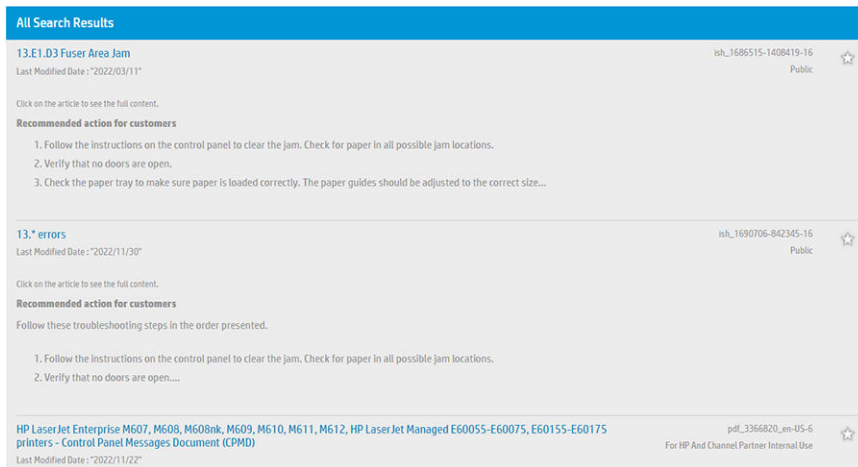 All Search Results
13.E1.D3 Fuser Area Jam
ish_1686515-1408419-16
Last Modified Date : "2022/03/11"
Public
Click on the article to see the full content.
Recommended action for customers
1. Follow the instructions on the control panel to clear the jam. Check for paper in all possible jam locations.
2. Verify that no doors are open.
3. Check the paper tray to make sure paper is loaded correctly. The paper guides should be adjusted to the correct size...
13.* errors
ish_1690706-842345-16
Last Modified Date : "2022/11/30"
Public
Click on the article to see the full content.
Recommended action for customers
Follow these troubleshooting steps in the order presented.
1. Follow the instructions on the control panel to clear the jam. Check for paper in all possible jam locations.
2. Verify that no doors are open....
HP LaserJet Enterprise M607, M608, M608nk, M609, M610, M611, M612, HP LaserJet Managed E60055-E60075, E60155-E60175
pdf_3366820_en-US-6
printers - Control Panel Messages Document (CPMD)
For HP And Channel Partner Internal Use
Last Modified Date : "2022/11/22"